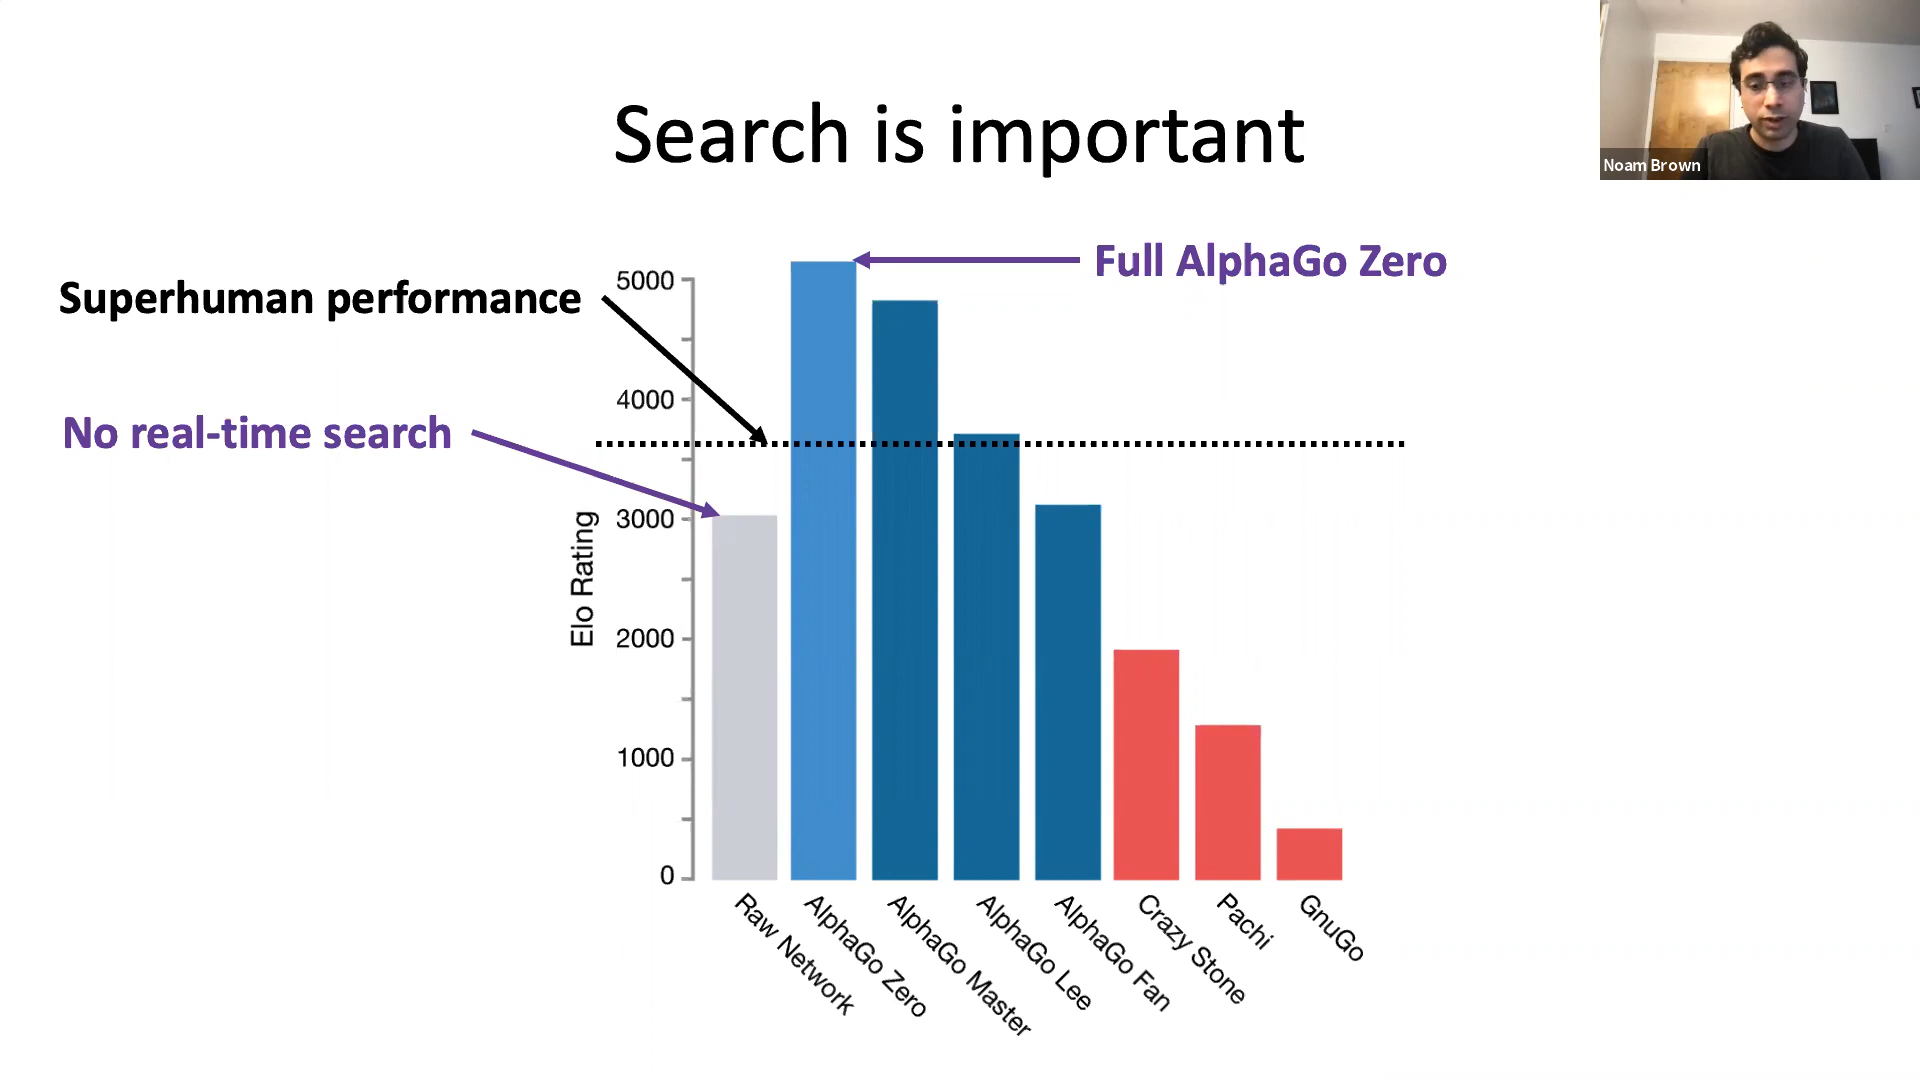 Search is important
Noam Brown
Full AlphaGo Zero
Superhuman performance
No real-time search
Elo Rating
5000
4000
3000
2000
1000
0
Raw Network
AlphaGo Zero
AlphaGo Master
AlphaGo Lee
AlphaGo Fan
Crazy Stone
Pachi
GnuGo